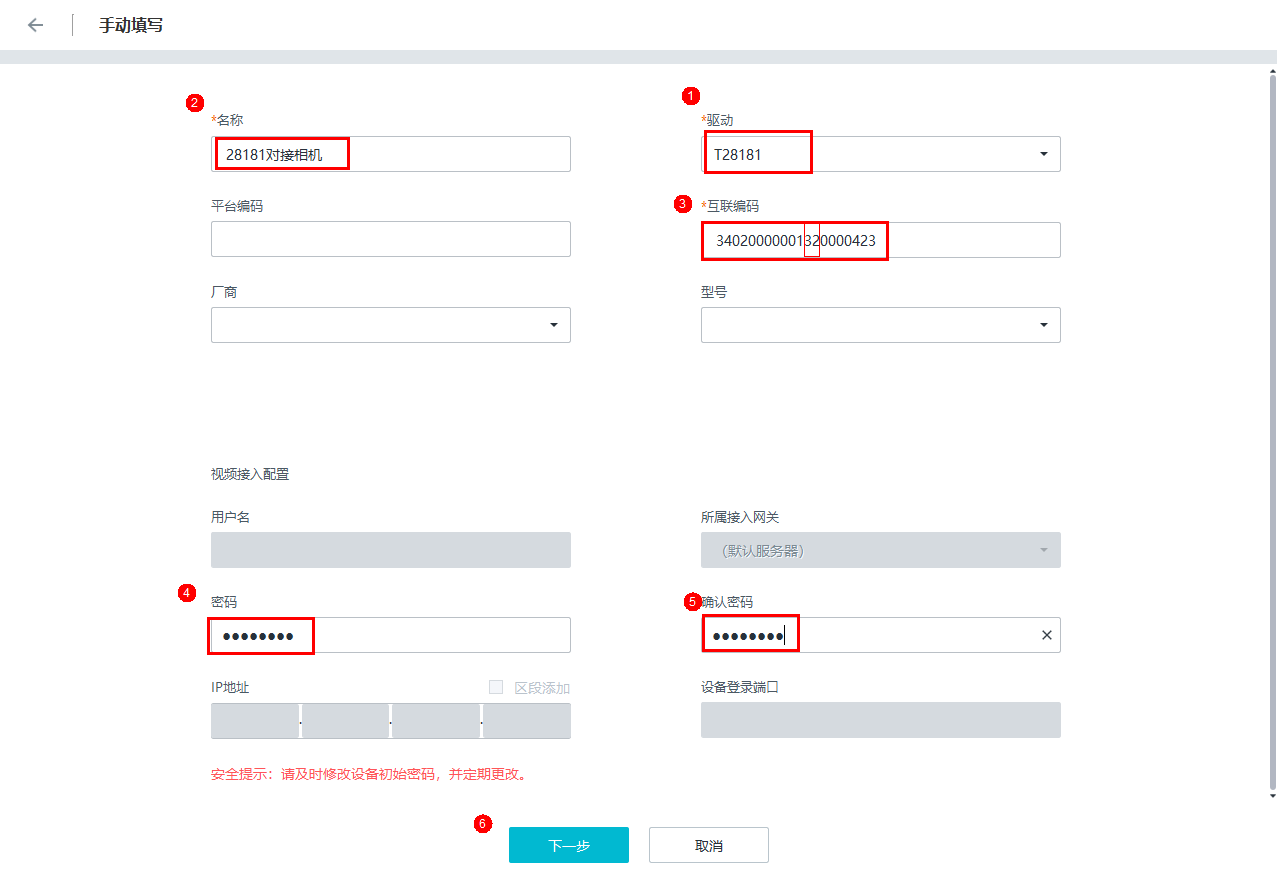 手动填写
2
1
*名称
*驱动
28181对接相机
T28181
平台编码
3
*互联编码
34020000001320000423
厂商
型号
视频接入配置
用户名
所属接入网关
(默认服务器)
4
密码
5
确认密码
••••••••
••••••••
IP地址
区段添加
设备登录端口
. . .
安全提示：请及时修改设备初始密码，并定期更改。
6
下一步
取消